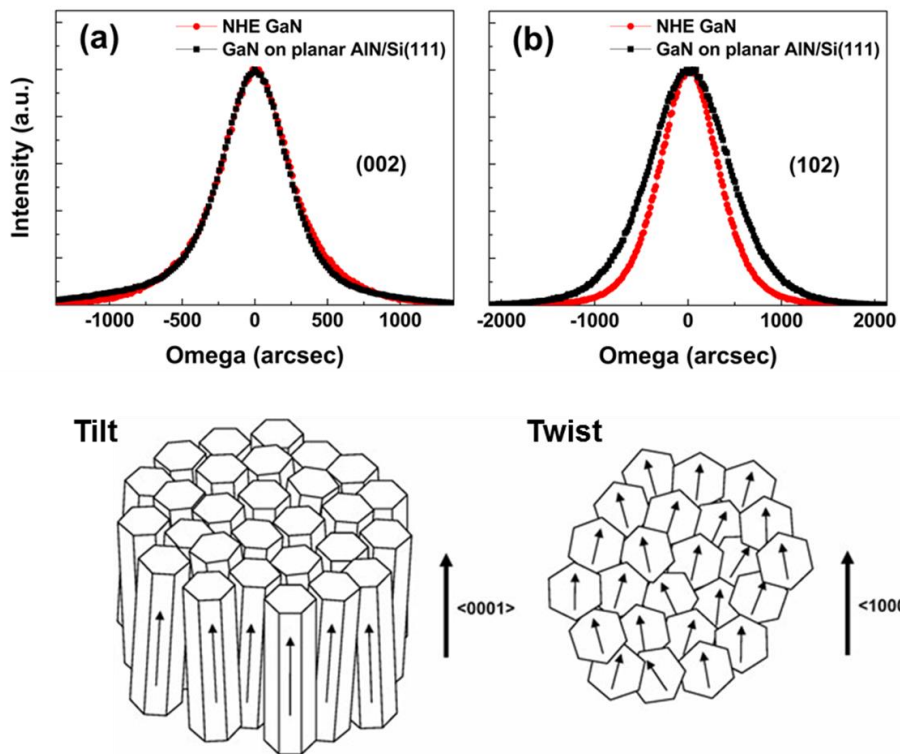 (a)
NHE GaN
GaN on planar AlN/Si(111)
(002)
Intensity (a.u.)
-1000 -500 0 500 1000
Omega (arcsec)
(b)
NHE GaN
GaN on planar AlN/Si(111)
(102)
-2000 -1000 0 1000 2000
Omega (arcsec)
Tilt
<0001>
Twist
<1000